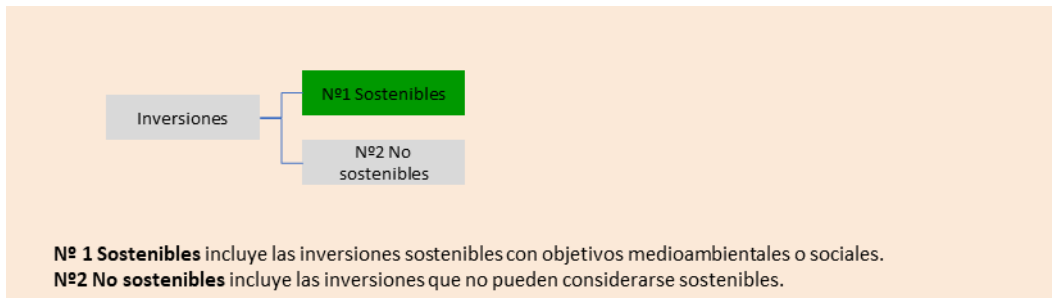 Inversiones
Nº1 Sostenibles
Nº2 No
sostenibles
Nº 1 Sostenibles incluye las inversiones sostenibles con objetivos medioambientales o sociales.
Nº2 No sostenibles incluye las inversiones que no pueden considerarse sostenibles.